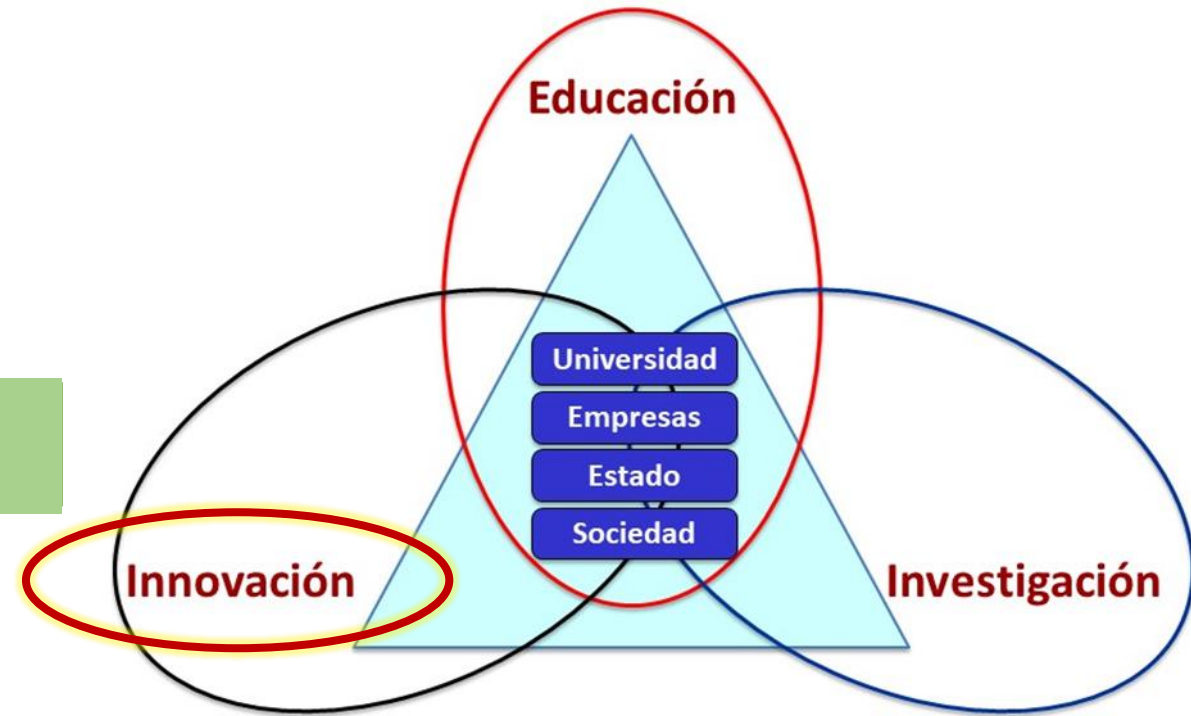 Educación
Universidad
Empresas
Estado
Sociedad
Innovación
Investigación